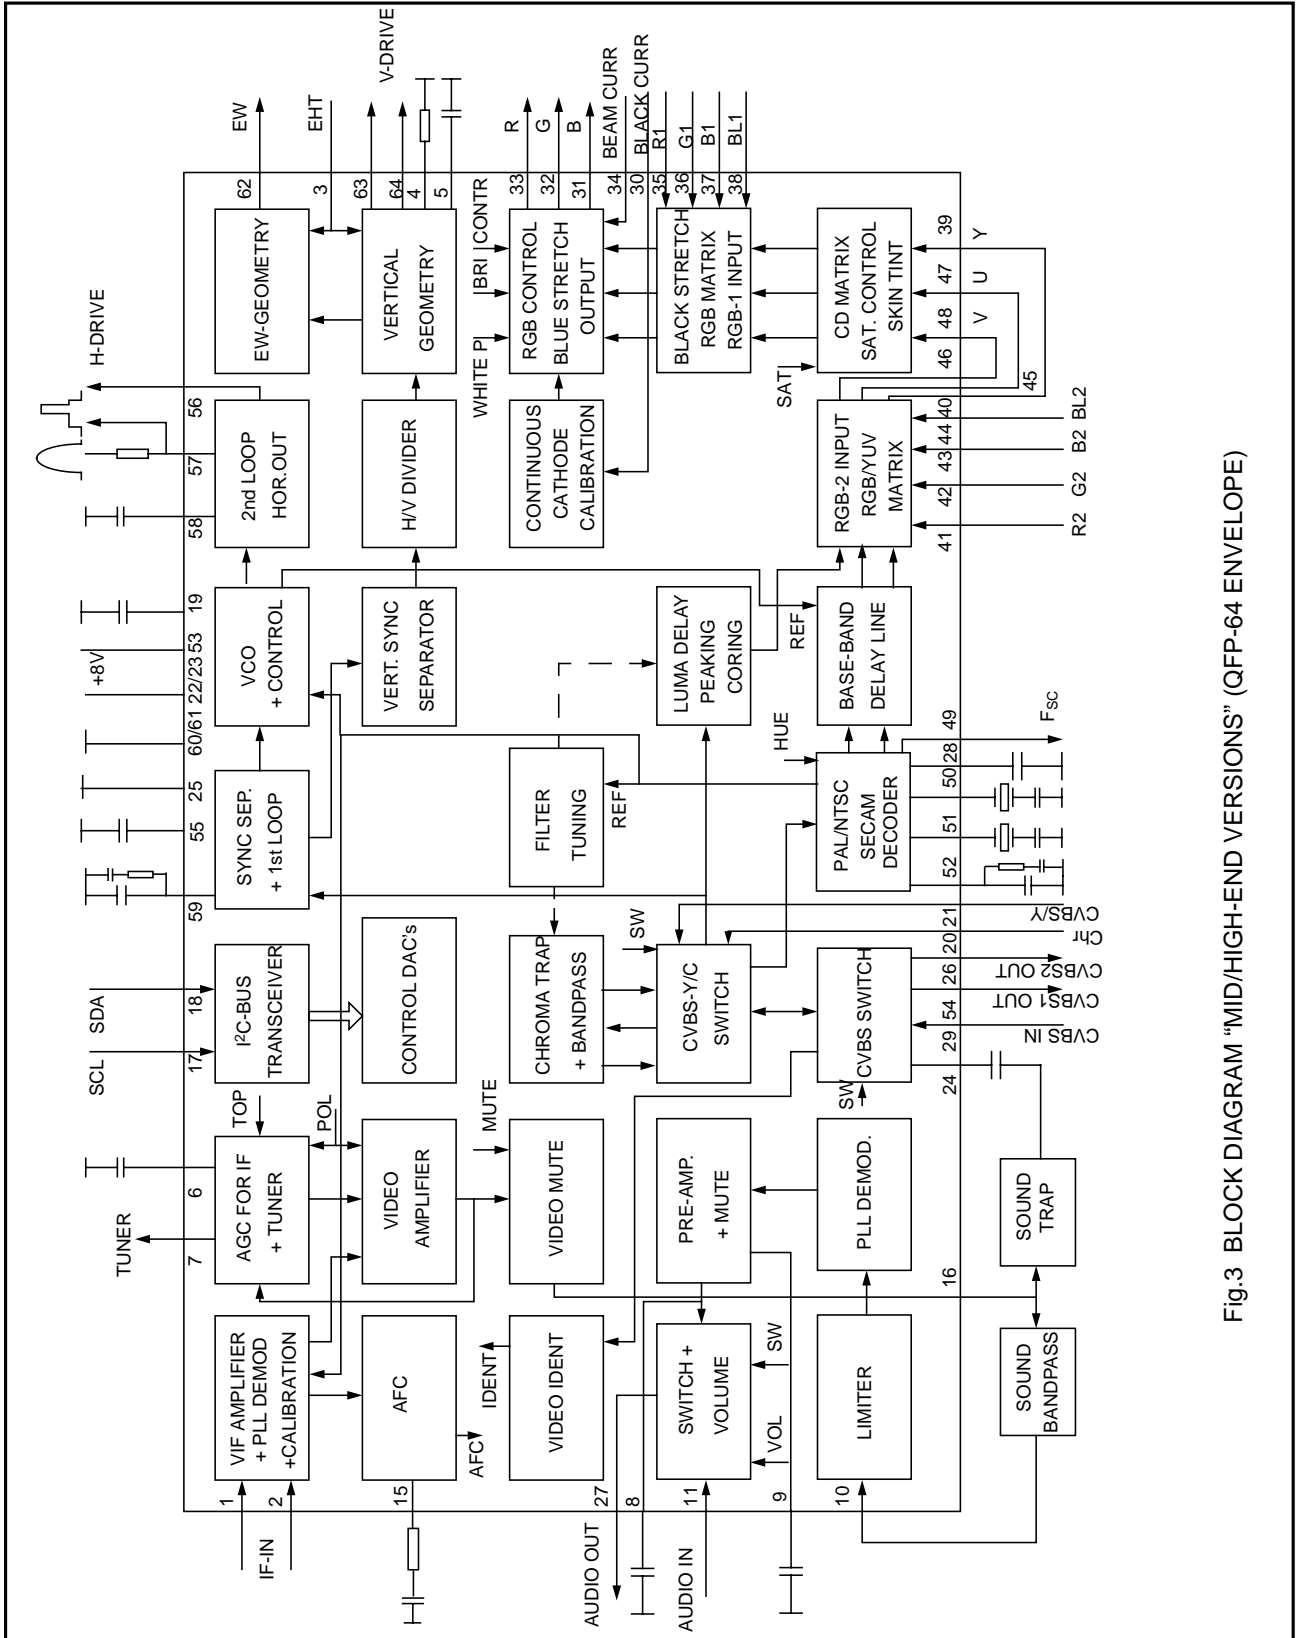 IF-IN
1
2
VIF AMPLIFIER
+ PLL DEMOD
+CALIBRATION
TUNER
7
6
AGC FOR IF
+ TUNER
TOP
POL
SCL
SDA
17
18
I²C-BUS
TRANSCEIVER
59
55
25
60/61
22/23
+8V
53
19
SYNC SEP.
+ 1st LOOP
VCO
+ CONTROL
58
57
56
H-DRIVE
2nd LOOP
HOR.OUT
EW-GEOMETRY
62
EW
3
EHT
15
AFC
AFC
VIDEO
AMPLIFIER
CONTROL DAC's
VERT. SYNC
SEPARATOR
H/V DIVIDER
VERTICAL
GEOMETRY
63
64
V-DRIVE
4
5
IDENT
VIDEO IDENT
MUTE
VIDEO MUTE
CHROMA TRAP
+ BANDPASS
FILTER
TUNING
REF
CONTINUOUS
CATHODE
CALIBRATION
WHITE P
BRI
CONTR
RGB CONTROL
BLUE STRETCH
OUTPUT
33
R
32
G
31
B
34
BEAM CURR
30
BLACK CURR
AUDIO OUT
27
8
AUDIO IN
11
9
SWITCH +
VOLUME
VOL
SW
PRE-AMP.
+ MUTE
SW
CVBS-Y/C
SWITCH
LUMA DELAY
PEAKING
CORING
BLACK STRETCH
RGB MATRIX
RGB-1 INPUT
35
R1
36
G1
37
B1
38
BL1
10
LIMITER
PLL DEMOD.
SW
CVBS SWITCH
HUE
PAL/NTSC
SECAM
DECODER
REF
BASE-BAND
DELAY LINE
RGB-2 INPUT
RGB/YUV
MATRIX
SAT
CD MATRIX
SAT. CONTROL
SKIN TINT
16
24
29
54
26
20
21
52
51
50
28
49
41
42
43
44
40
45
46
48
47
39
V
U
Y
CVBS IN
CVBS1 OUT
CVBS2 OUT
Chr
CVBS/Y
FSC
R2
G2
B2
BL2
SOUND
BANDPASS
SOUND
TRAP
Fig.3 BLOCK DIAGRAM “MID/HIGH-END VERSIONS” (QFP-64 ENVELOPE)